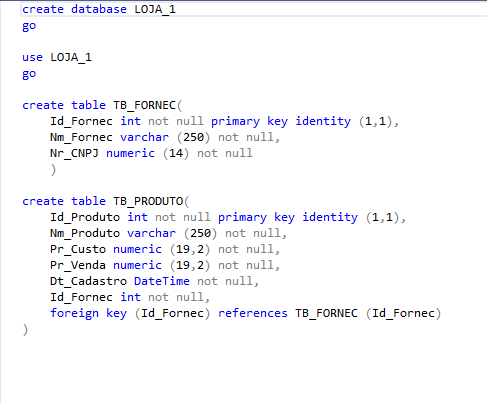 create database LOJA_1
go
use LOJA_1
go
create table TB_FORNEC(
Id_Fornec int not null primary key identity (1,1),
Nm_Fornec varchar (250) not null,
Nr_CNPJ numeric (14) not null
)
create table TB_PRODUTO(
Id_Produto int not null primary key identity (1,1),
Nm_Produto varchar (250) not null,
Pr_Custo numeric (19,2) not null,
Pr_Venda numeric (19,2) not null,
Dt_Cadastro DateTime not null,
Id_Fornec int not null,
foreign key (Id_Fornec) references TB_FORNEC (Id_Fornec)
)